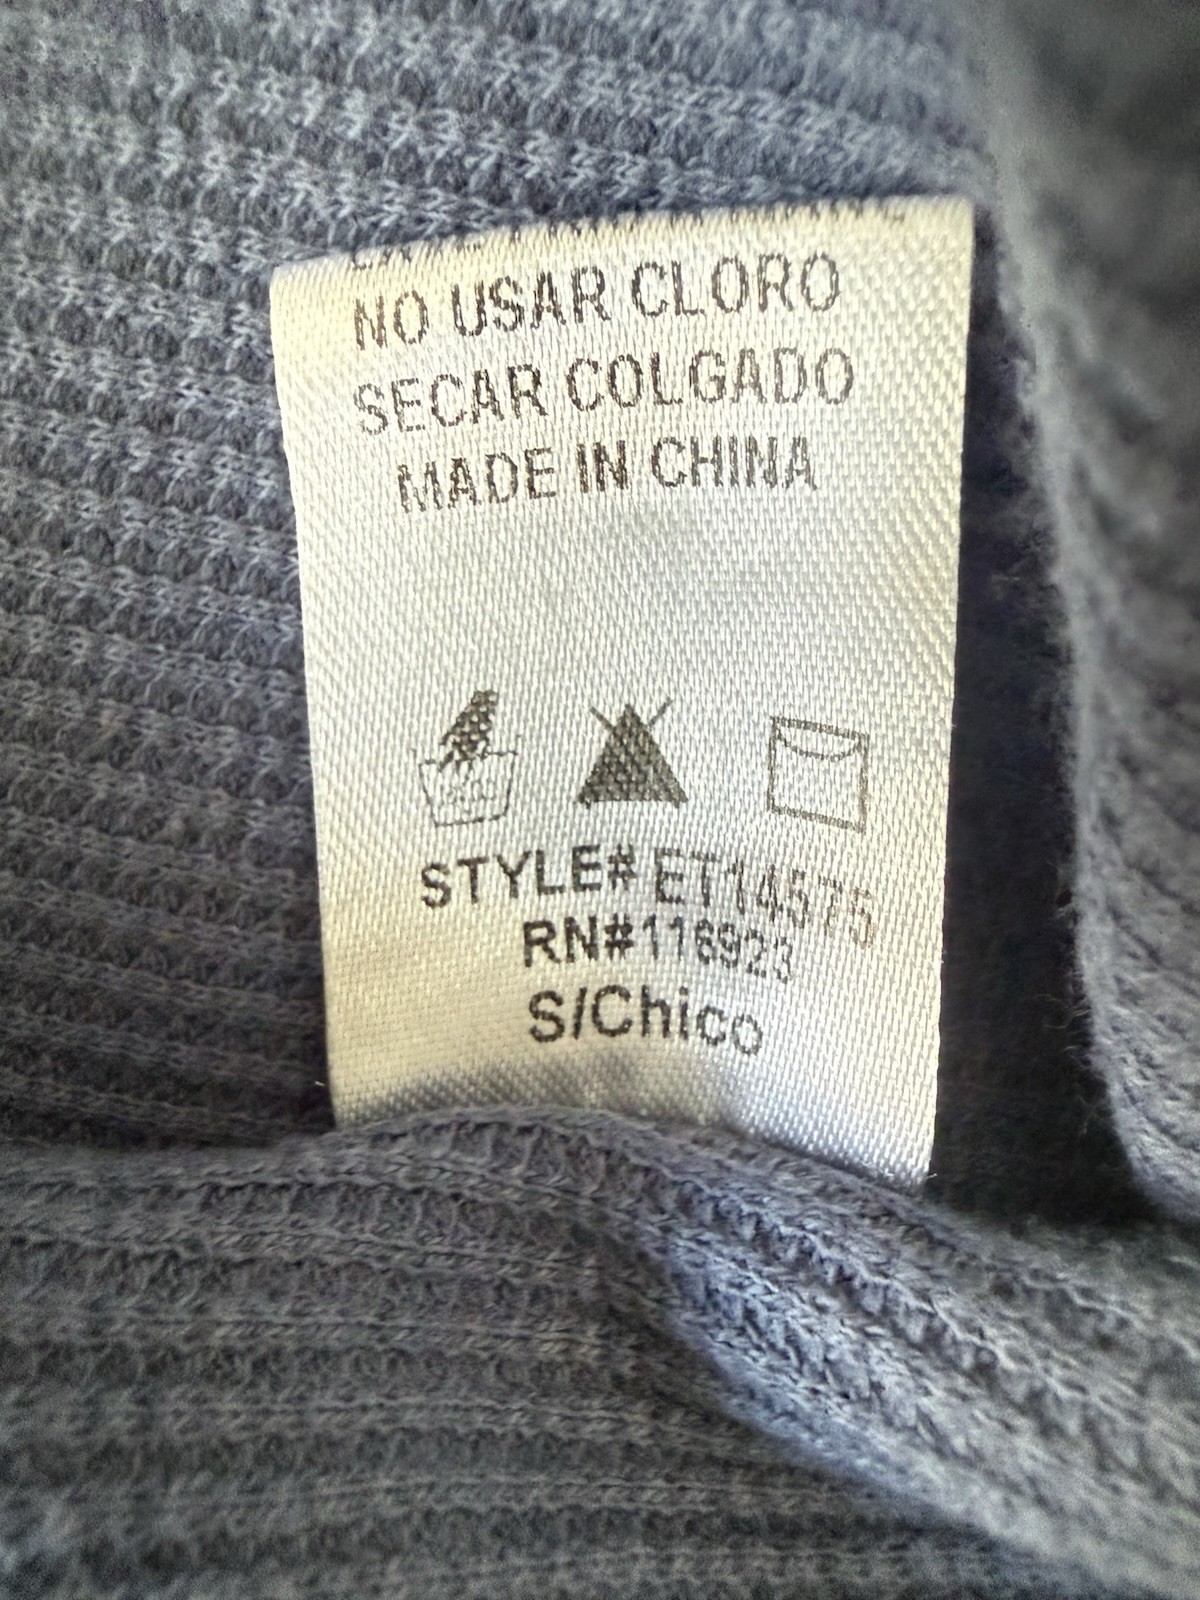 NO USAR CLORO
SECAR COLGADO
MADE IN CHINA
STYLE# ET14575
RN#116923
S/Chico